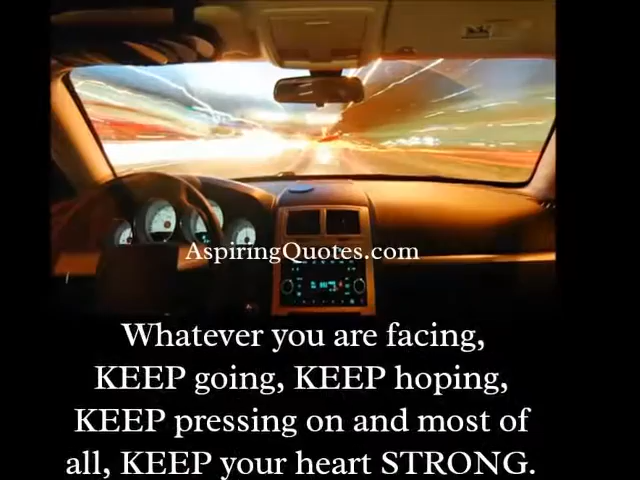 AspiringQuotes.com
Whatever you are facing,
KEEP going, KEEP hoping,
KEEP pressing on and most of
all, KEEP your heart STRONG.